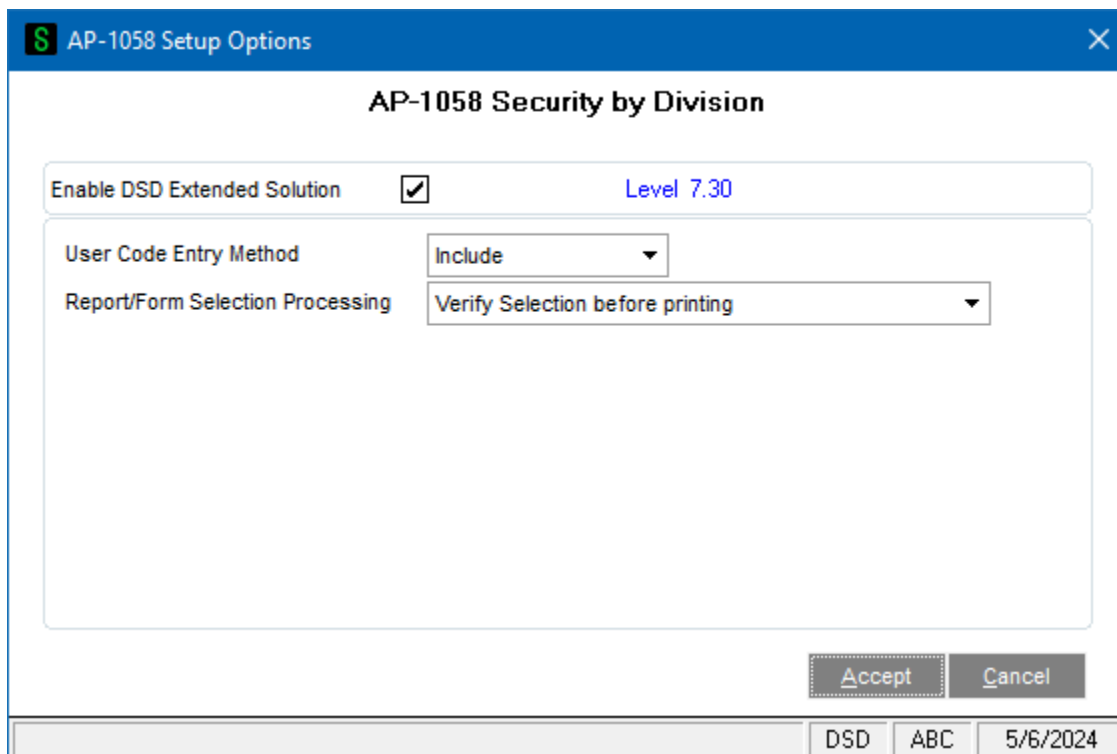 S AP-1058 Setup Options
AP-1058 Security by Division
Enable DSD Extended Solution Level 7.30
User Code Entry Method Include
Report/Form Selection Processing Verify Selection before printing
Accept Cancel
DSD ABC 5/6/2024